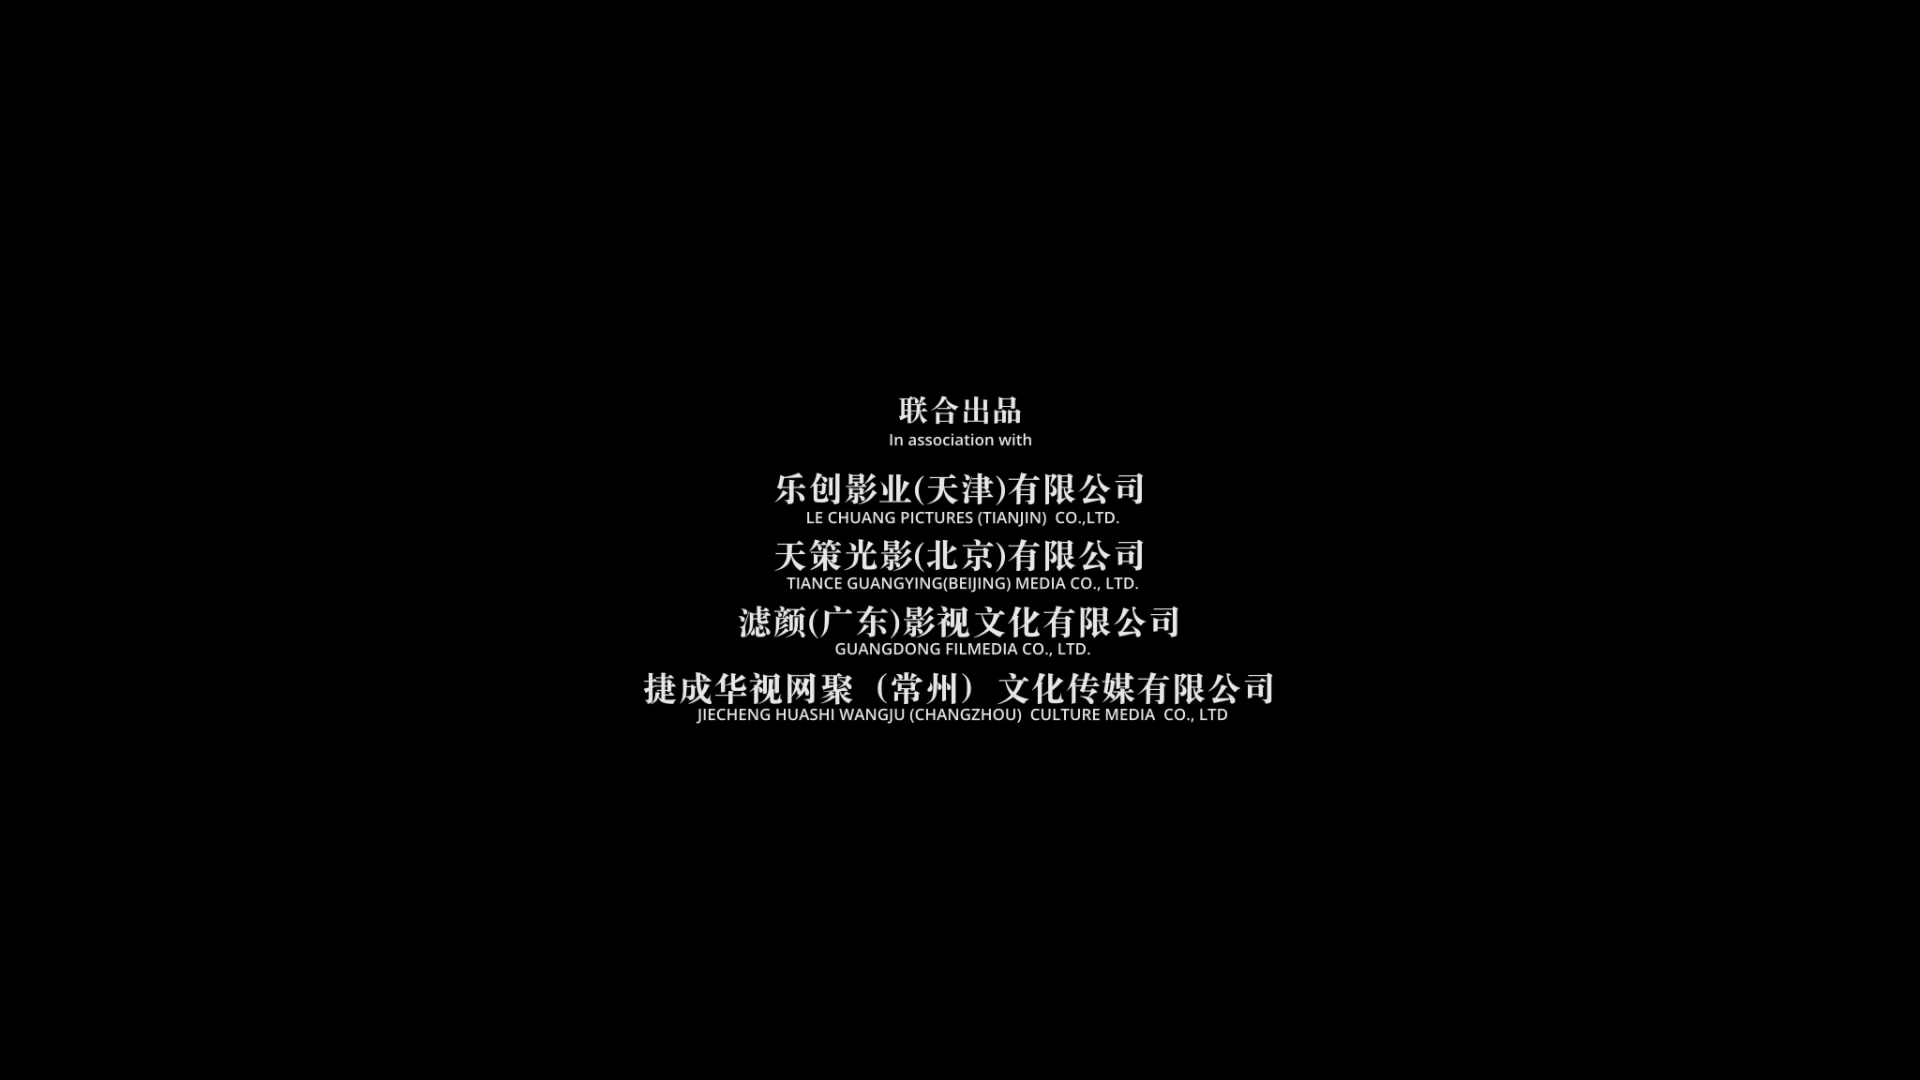 联合出品
In association with
乐创影业(天津)有限公司
LE CHUANG PICTURES (TIANJIN)  CO.,LTD.
天策光影(北京)有限公司
TIANCE GUANGYING(BEIJING) MEDIA CO., LTD.
滤颜(广东)影视文化有限公司
GUANGDONG FILMEDIA CO., LTD.
捷成华视网聚（常州）文化传媒有限公司
JIECHENG HUASHI WANGJU (CHANGZHOU)  CULTURE MEDIA  CO., LTD